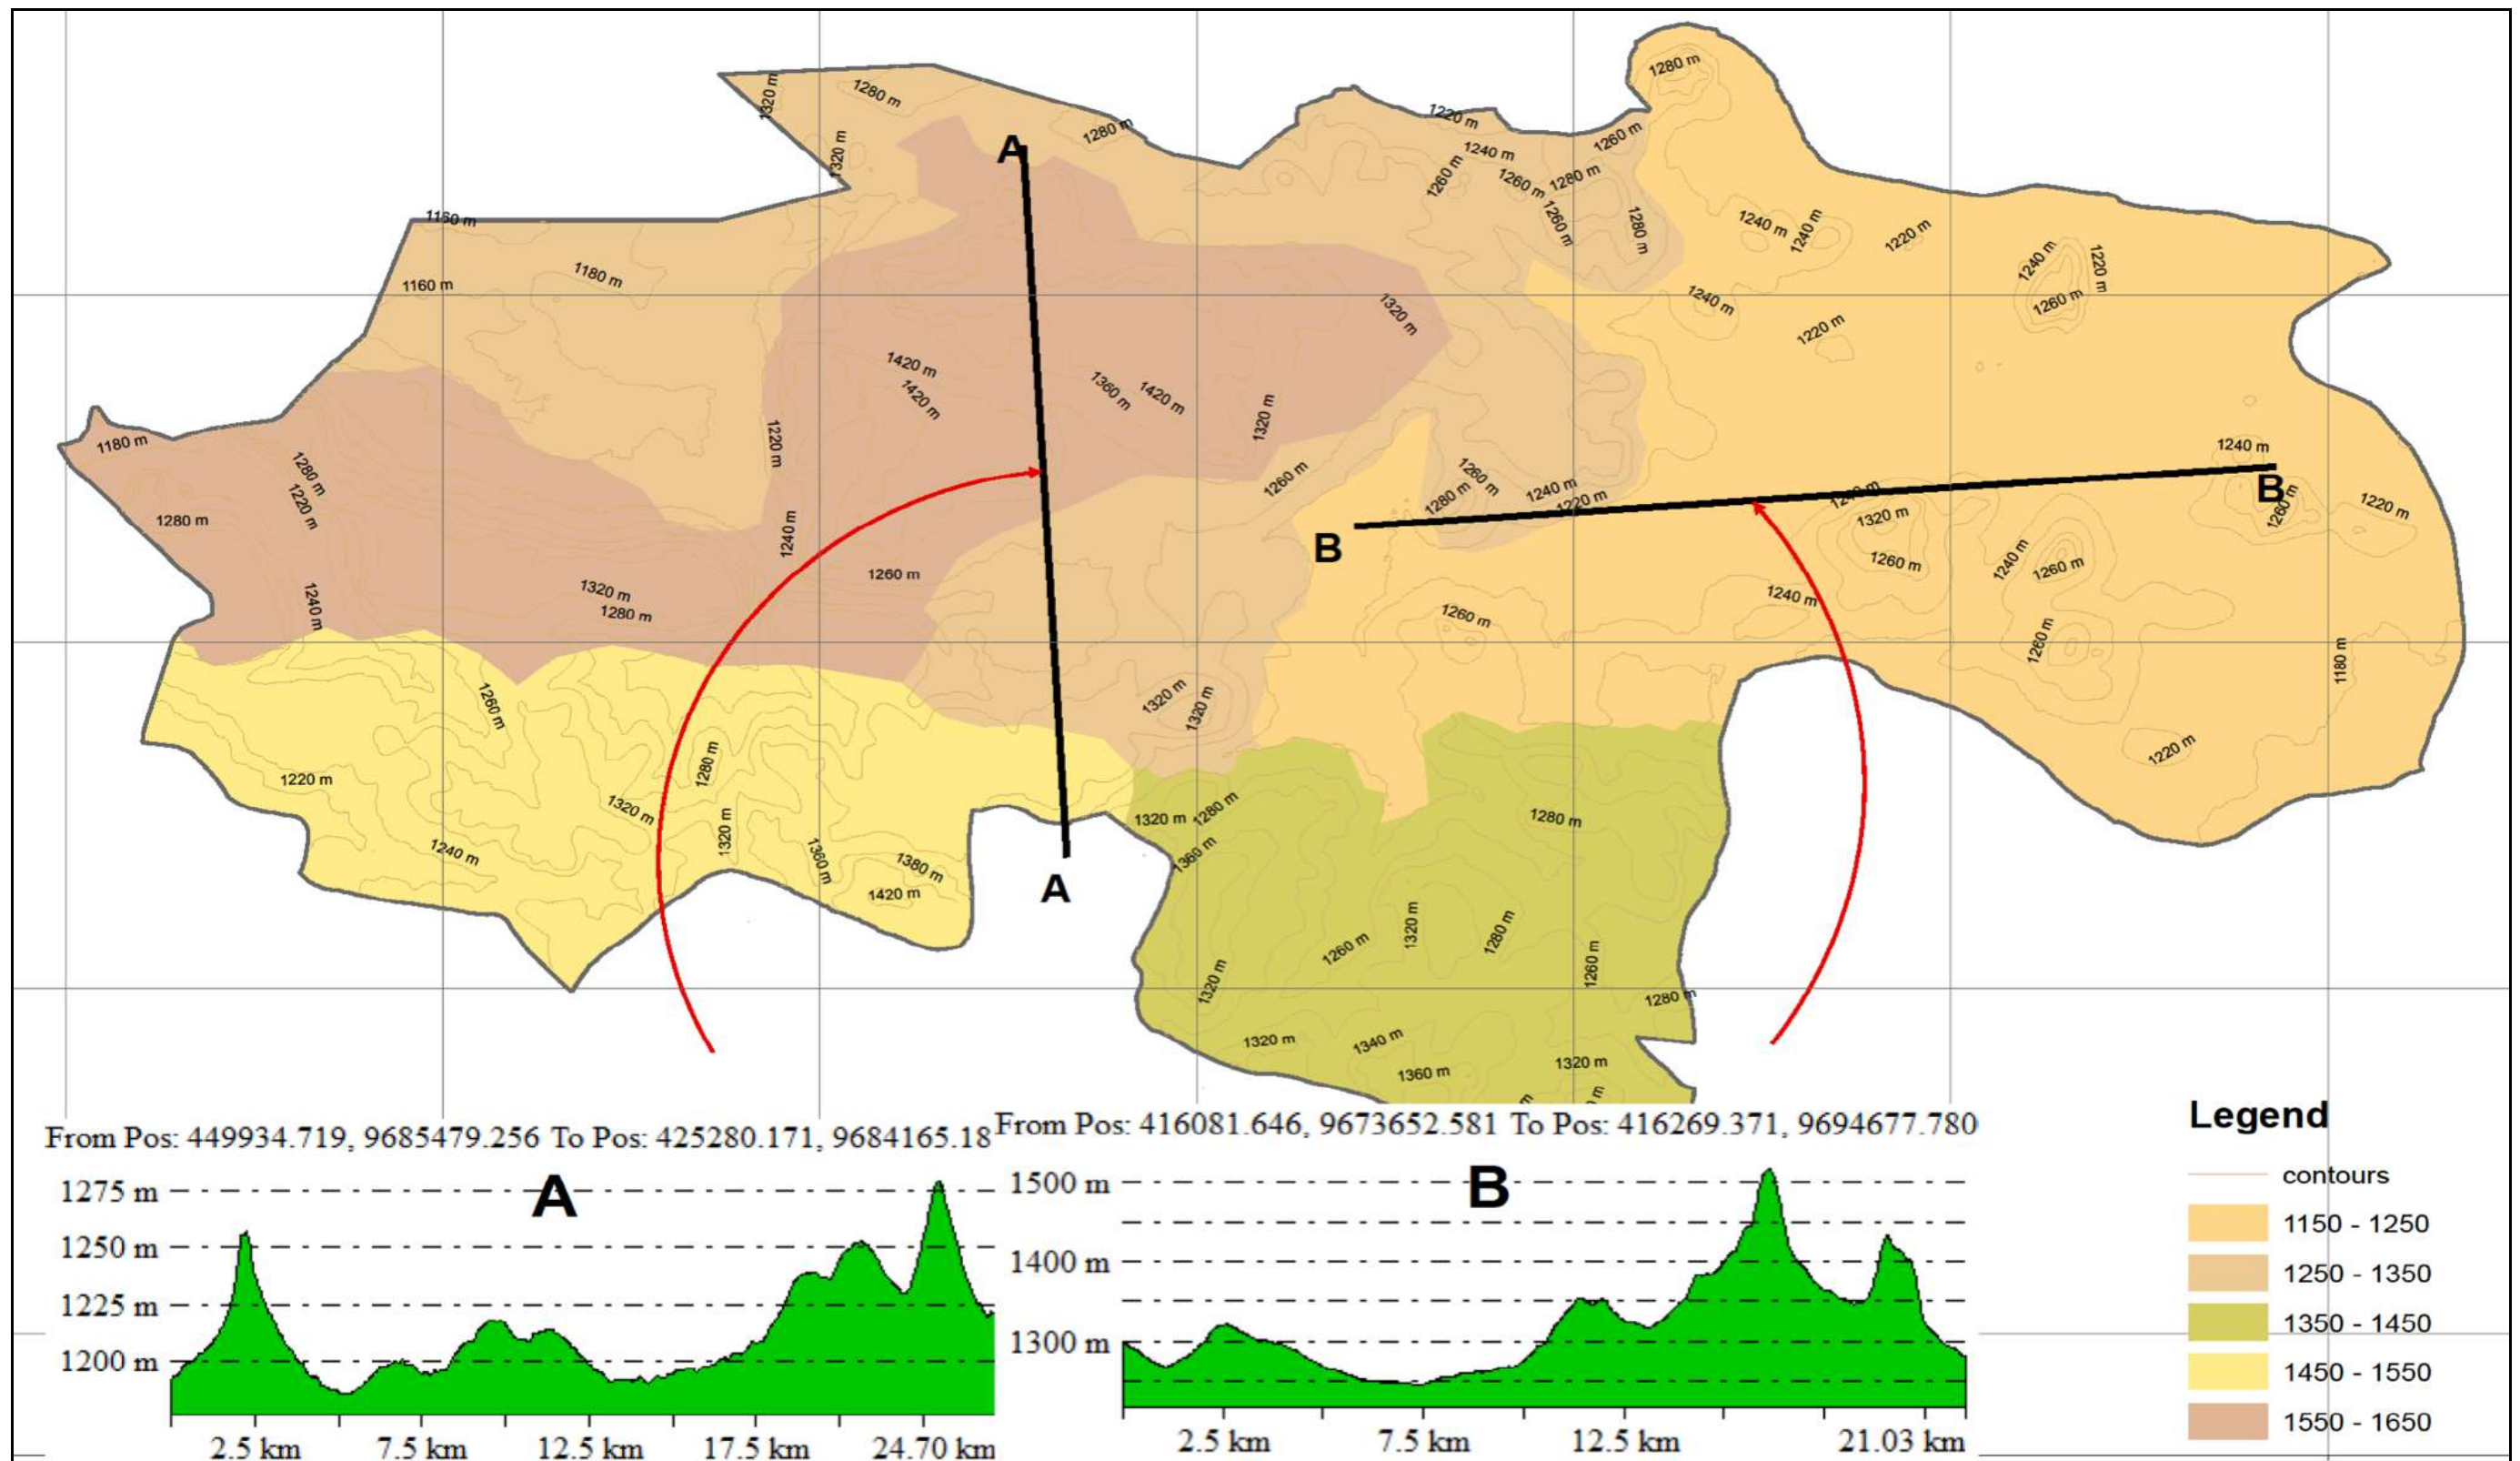 1280 m
1320 m
1280 m
1280 m
1220 m
1260 m
1320 m
A
1240 m
1260 m
1260 m
1280 m
1160 m
1260 m
1280 m
1240 m
1240 m
1220 m
1240 m
1220 m
1160 m
1180 m
1240 m
1260 m
1320 m
1220 m
1420 m
1420 m
1360 m
1420 m
1320 m
1180 m
1220 m
1240 m
1280 m
1220 m
1260 m
1260 m
1280 m
1240 m
1220 m
B
1260 m
1220 m
1280 m
1240 m
1320 m
B
1260 m
1260 m
1240 m
1260 m
1240 m
1320 m
1280 m
1240 m
1260 m
1260 m
1180 m
1260 m
1320 m
1320 m
1280 m
1220 m
1220 m
1320 m
1320 m
1320 m
1280 m
1280 m
1240 m
1360 m
1380 m
1360 m
1420 m
A
1320 m
1280 m
1260 m
1260 m
1320 m
1280 m
1320 m
1340 m
1360 m
1320 m
From Pos: 449934.719, 9685479.256 To Pos: 425280.171, 9684165.18
From Pos: 416081.646, 9673652.581 To Pos: 416269.371, 9694677.780
A
1275 m
1250 m
1225 m
1200 m
2.5 km
7.5 km
12.5 km
17.5 km
24.70 km
B
1500 m
1400 m
1300 m
2.5 km
7.5 km
12.5 km
21.03 km
Legend
contours
1150 - 1250
1250 - 1350
1350 - 1450
1450 - 1550
1550 - 1650